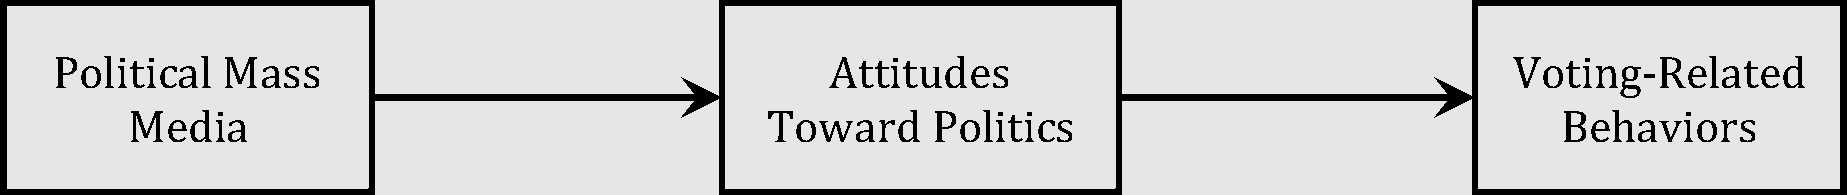 Political Mass
Media
Attitudes
Toward Politics
Voting-Related
Behaviors